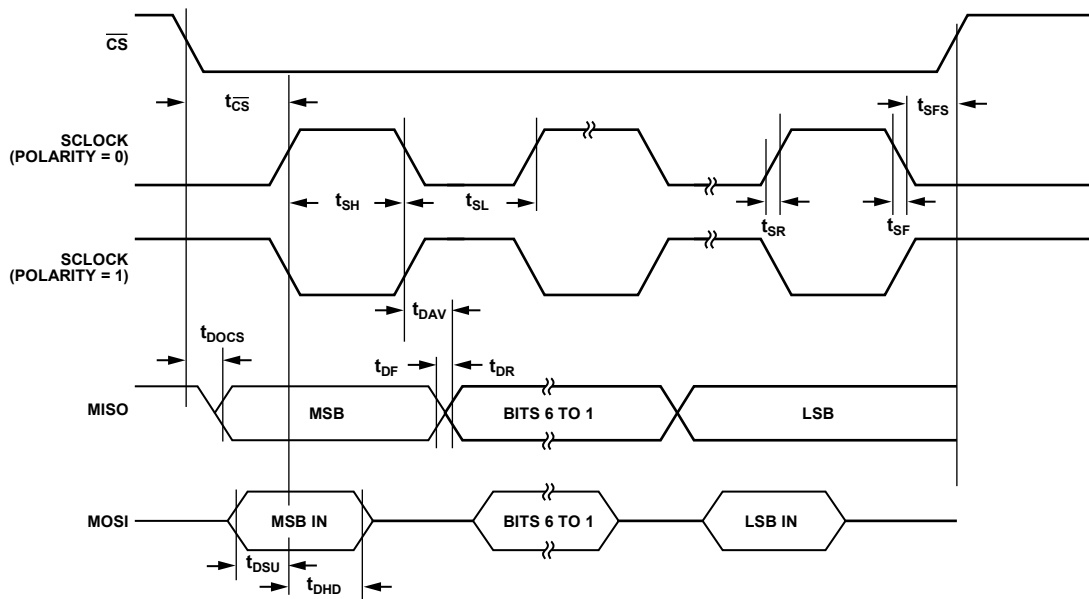 CS
tCS
tSFS
SCLOCK
(POLARITY = 0)
tSH
tSL
tSR
tSF
SCLOCK
(POLARITY = 1)
tDAV
tDOCS
tDF
tDR
MISO
MSB
BITS 6 TO 1
LSB
MOSI
MSB IN
BITS 6 TO 1
LSB IN
tDSU
tDHD